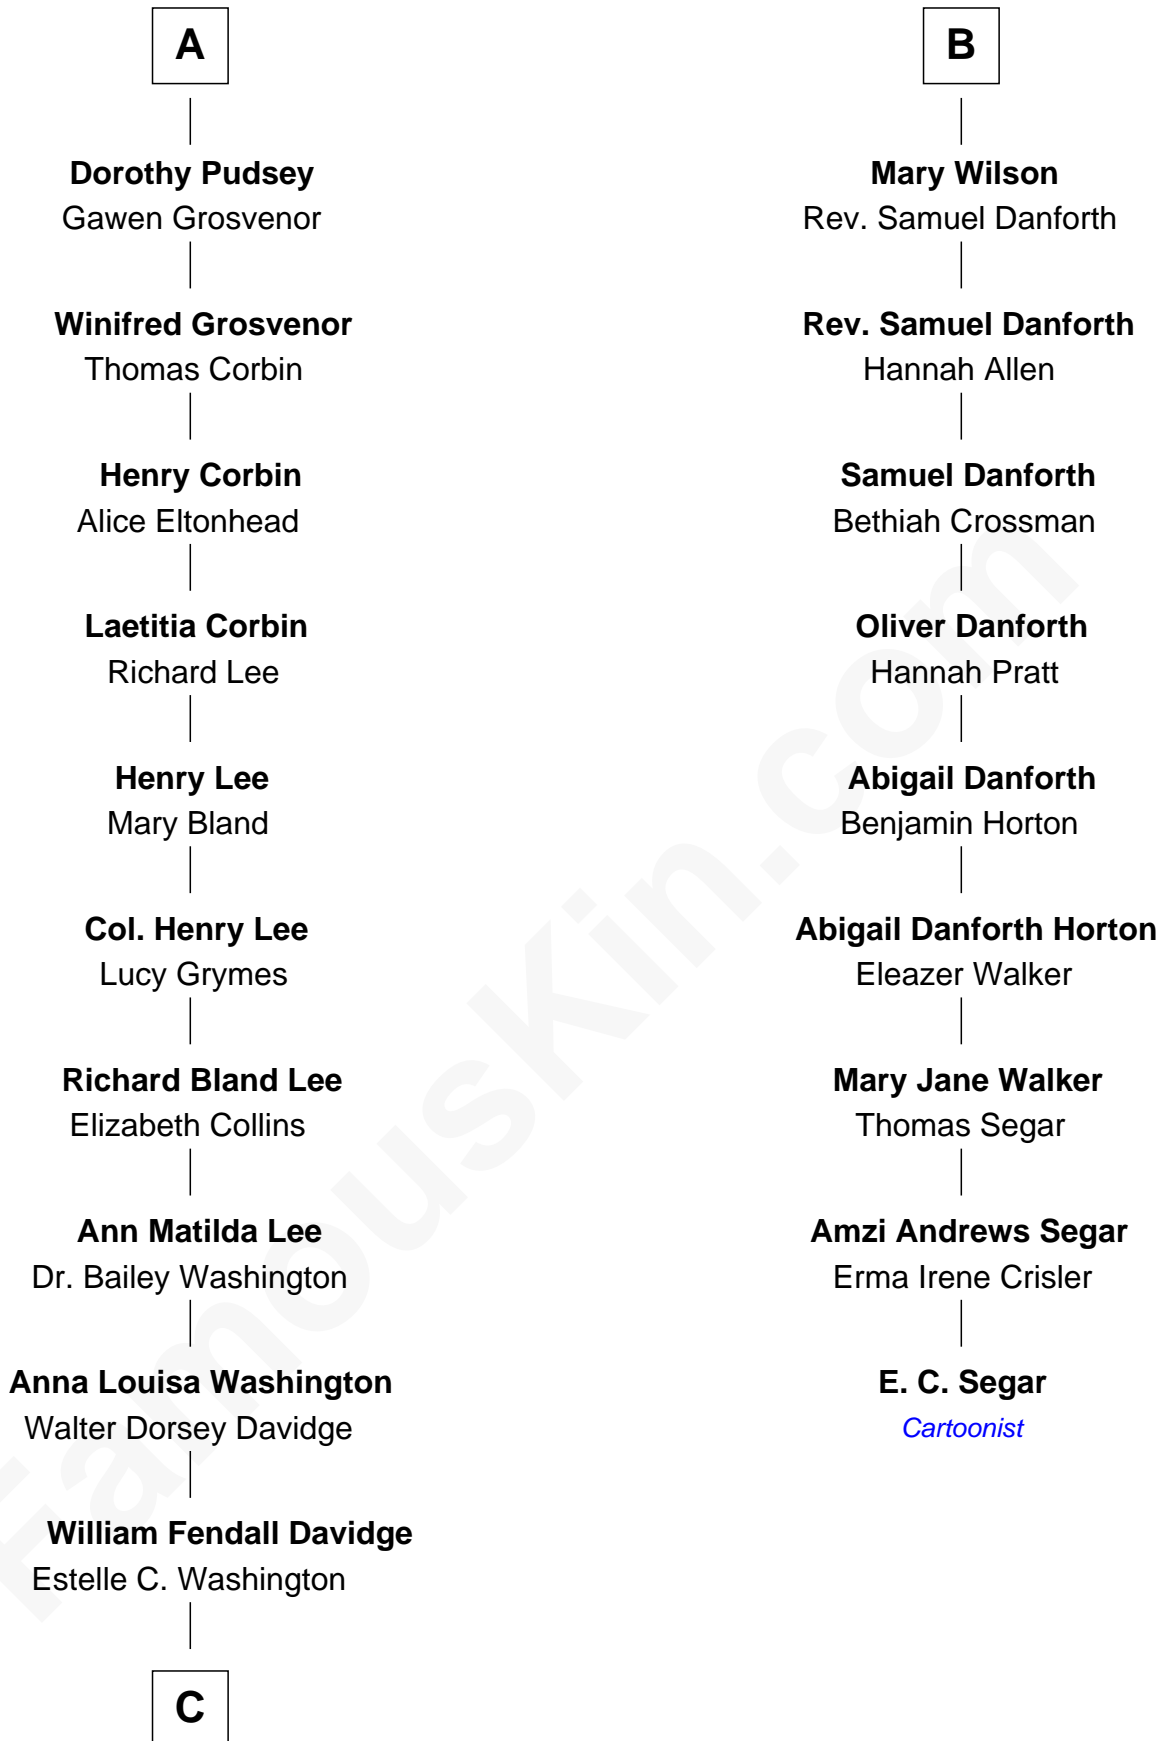 A
Dorothy Pudsey
Gawen Grosvenor
Winifred Grosvenor
Thomas Corbin
Henry Corbin
Alice Eltonhead
Laetitia Corbin
Richard Lee
Henry Lee
Mary Bland
Col. Henry Lee
Lucy Grymes
Richard Bland Lee
Elizabeth Collins
Ann Matilda Lee
Dr. Bailey Washington
Anna Louisa Washington
Walter Dorsey Davidge
William Fendall Davidge
Estelle C. Washington
C
B
Mary Wilson
Rev. Samuel Danforth
Rev. Samuel Danforth
Hannah Allen
Samuel Danforth
Bethiah Crossman
Oliver Danforth
Hannah Pratt
Abigail Danforth
Benjamin Horton
Abigail Danforth Horton
Eleazer Walker
Mary Jane Walker
Thomas Segar
Amzi Andrews Segar
Erma Irene Crisler
E. C. Segar
Cartoonist
FamousKin.com